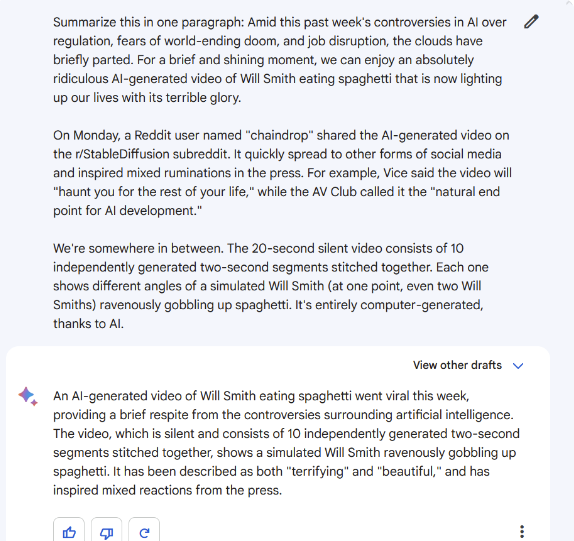 Summarize this in one paragraph: Amid this past week's controversies in AI over
regulation, fears of world-ending doom, and job disruption, the clouds have
briefly parted. For a brief and shining moment, we can enjoy an absolutely
ridiculous AI-generated video of Will Smith eating spaghetti that is now lighting
up our lives with its terrible glory.
On Monday, a Reddit user named "chaindrop" shared the AI-generated video on
the r/StableDiffusion subreddit. It quickly spread to other forms of social media
and inspired mixed ruminations in the press. For example, Vice said the video will
"haunt you for the rest of your life," while the AV Club called it the "natural end
point for AI development."
We're somewhere in between. The 20-second silent video consists of 10
independently generated two-second segments stitched together. Each one
shows different angles of a simulated Will Smith (at one point, even two Will
Smiths) ravenously gobbling up spaghetti. It's entirely computer-generated,
thanks to AI.
View other drafts
An AI-generated video of Will Smith eating spaghetti went viral this week,
providing a brief respite from the controversies surrounding artificial intelligence.
The video, which is silent and consists of 10 independently generated two-second
segments stitched together, shows a simulated Will Smith ravenously gobbling up
spaghetti. It has been described as both "terrifying" and "beautiful," and has
inspired mixed reactions from the press.